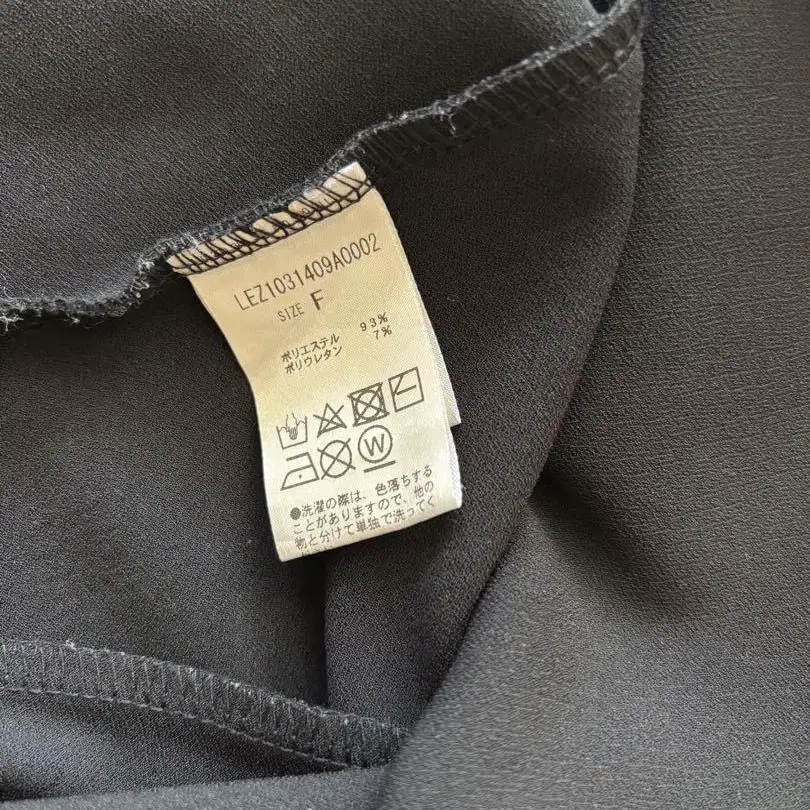 LEZ1031409A0002
SIZE F
ポリエステル 93%
ポリウレタン 7%
W
●洗濯の際は、色落ちする
ことがありますので、他の
物と分けて単独で洗ってく